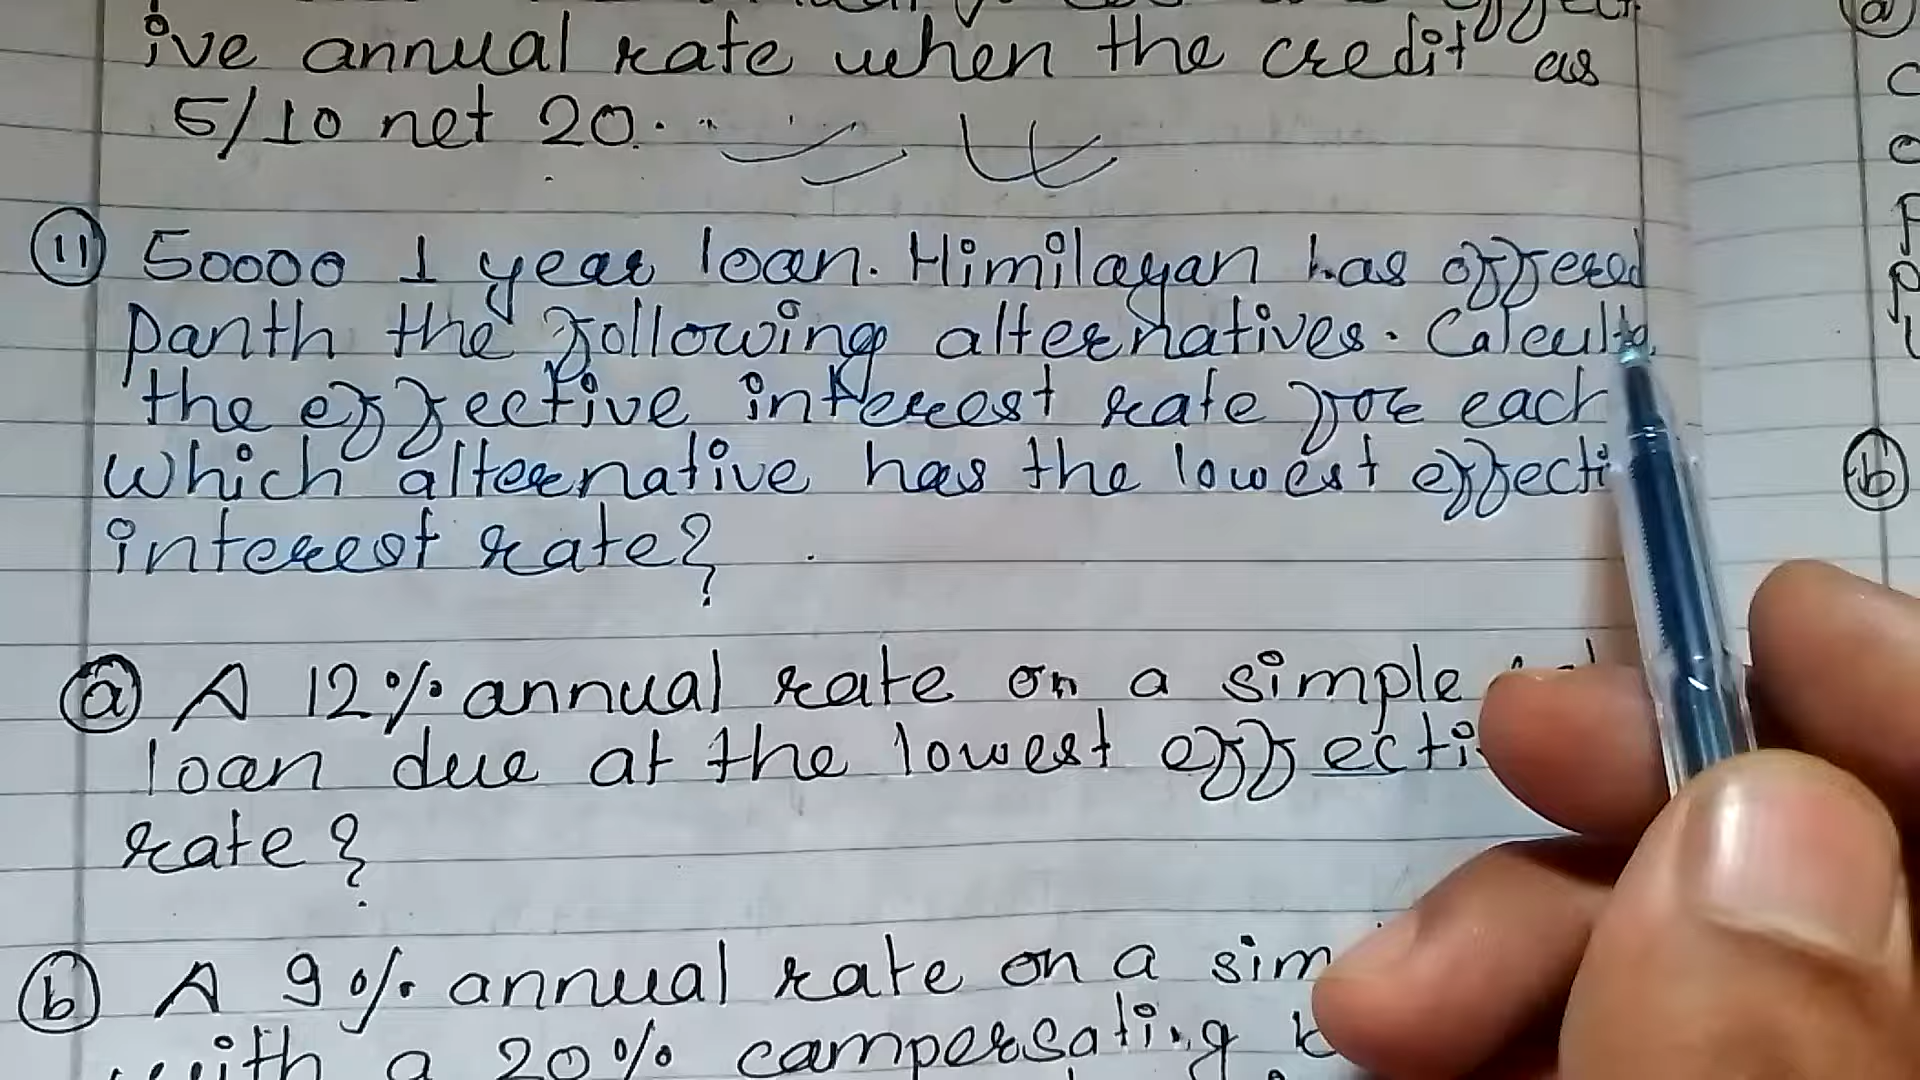 ive annual rate when the credit as
5/10 net 20.
11 50000 1 year loan. Himilayan has offered
panth the following alternatives. Calculta
the effective interest rate for each
which alternative has the lowest effecti
interest rate?
a A 12% annual rate on a simple
loan due at the lowest effecti
rate?
b A 9% annual rate on a sim
with a 20% campersating b
a
b